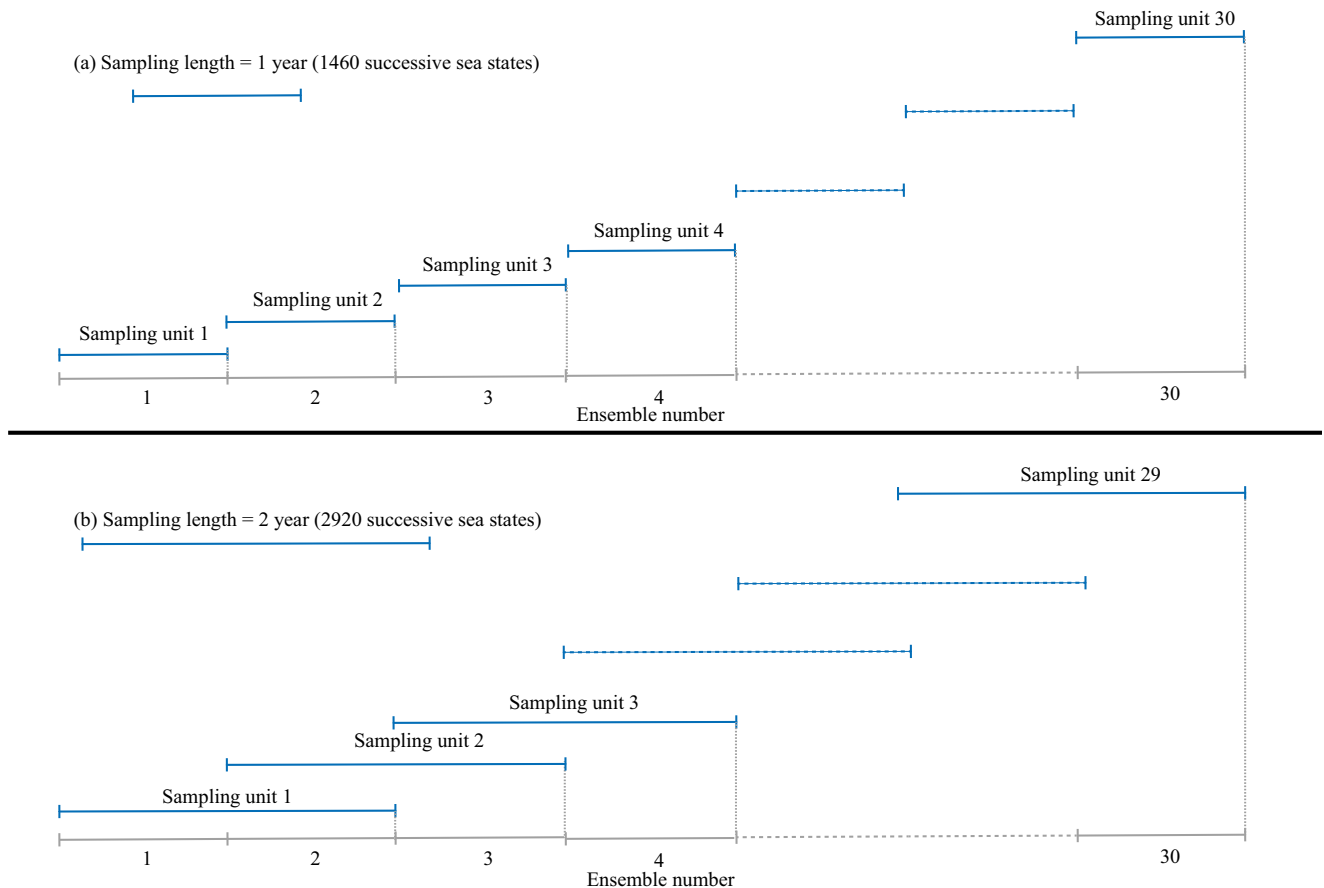 Sampling unit 30
(a) Sampling length = 1 year (1460 successive sea states)
Sampling unit 4
Sampling unit 3
Sampling unit 2
Sampling unit 1
1 2 3 4 30
Ensemble number
Sampling unit 29
(b) Sampling length = 2 year (2920 successive sea states)
Sampling unit 3
Sampling unit 2
Sampling unit 1
1 2 3 4 30
Ensemble number